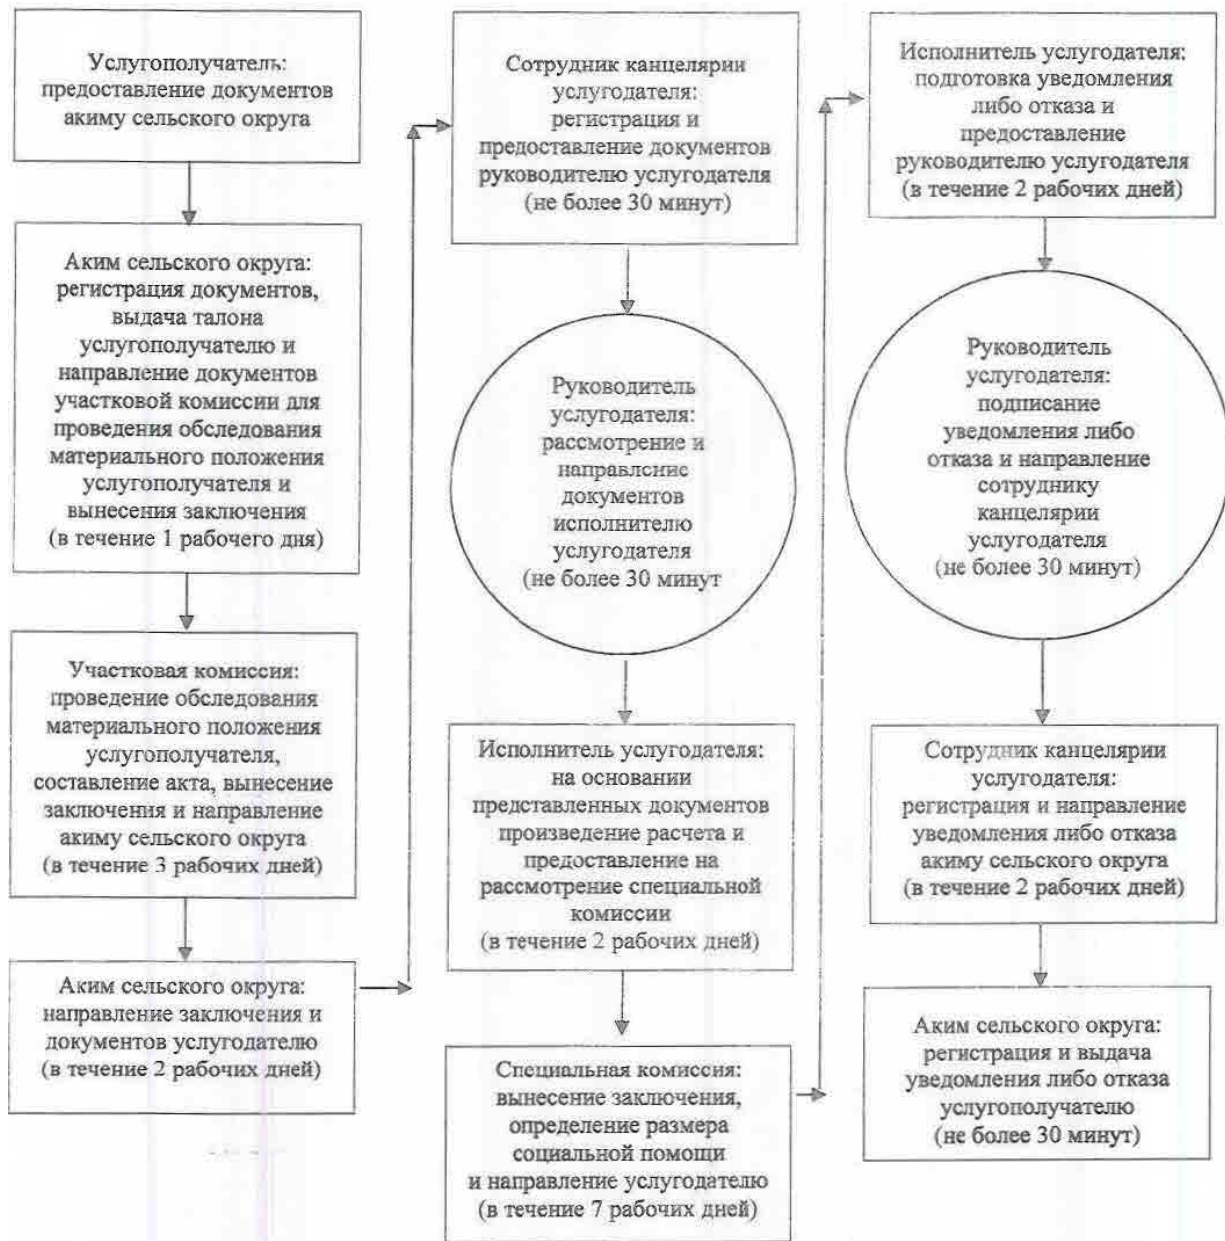 Услугополучатель:
предоставление документов
акиму сельского округа
Аким сельского округа:
регистрация документов,
выдача талона
услугополучателю и
направление документов
участковой комиссии для
проведения обследования
материального положения
услугополучателя и
вынесения заключения
(в течение 1 рабочего дня)
Участковая комиссия:
проведение обследования
материального положения
услугополучателя,
составление акта, вынесение
заключения и направление
акиму сельского округа
(в течение 3 рабочих дней)
Аким сельского округа:
направление заключения и
документов услугодателю
(в течение 2 рабочих дней)
Сотрудник канцелярии
услугодателя:
регистрация и
предоставление документов
руководителю услугодателя
(не более 30 минут)
Руководитель
услугодателя:
рассмотрение и
направление
документов
исполнителю
услугодателя
(не более 30 минут
Исполнитель услугодателя:
на основании
представленных документов
произведение расчета и
предоставление на
рассмотрение специальной
комиссии
(в течение 2 рабочих дней)
Специальная комиссия:
вынесение заключения,
определение размера
социальной помощи
и направление услугодателю
(в течение 7 рабочих дней)
Исполнитель услугодателя:
подготовка уведомления
либо отказа и
предоставление
руководителю услугодателя
(в течение 2 рабочих дней)
Руководитель
услугодателя:
подписание
уведомления либо
отказа и направление
сотруднику
канцелярии
услугодателя
(не более 30 минут)
Сотрудник канцелярии
услугодателя:
регистрация и направление
уведомления либо отказа
акиму сельского округа
(в течение 2 рабочих дней)
Аким сельского округа:
регистрация и выдача
уведомления либо отказа
услугополучателю
(не более 30 минут)